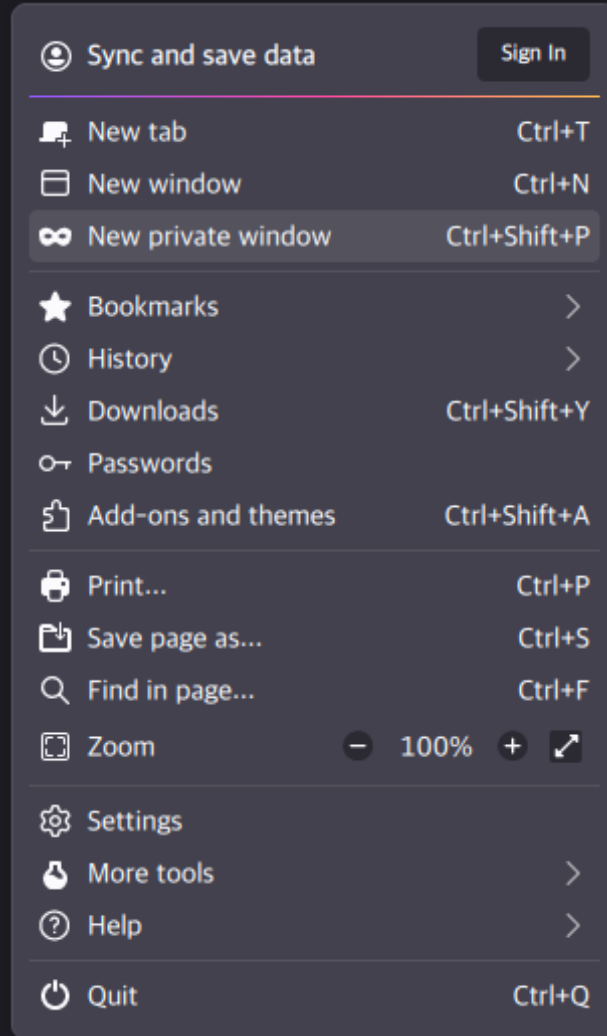 Sync and save data Sign In
New tab Ctrl+T
New window Ctrl+N
New private window Ctrl+Shift+P
Bookmarks
History
Downloads Ctrl+Shift+Y
Passwords
Add-ons and themes Ctrl+Shift+A
Print... Ctrl+P
Save page as... Ctrl+S
Find in page... Ctrl+F
Zoom 100%
Settings
More tools
Help
Quit Ctrl+Q